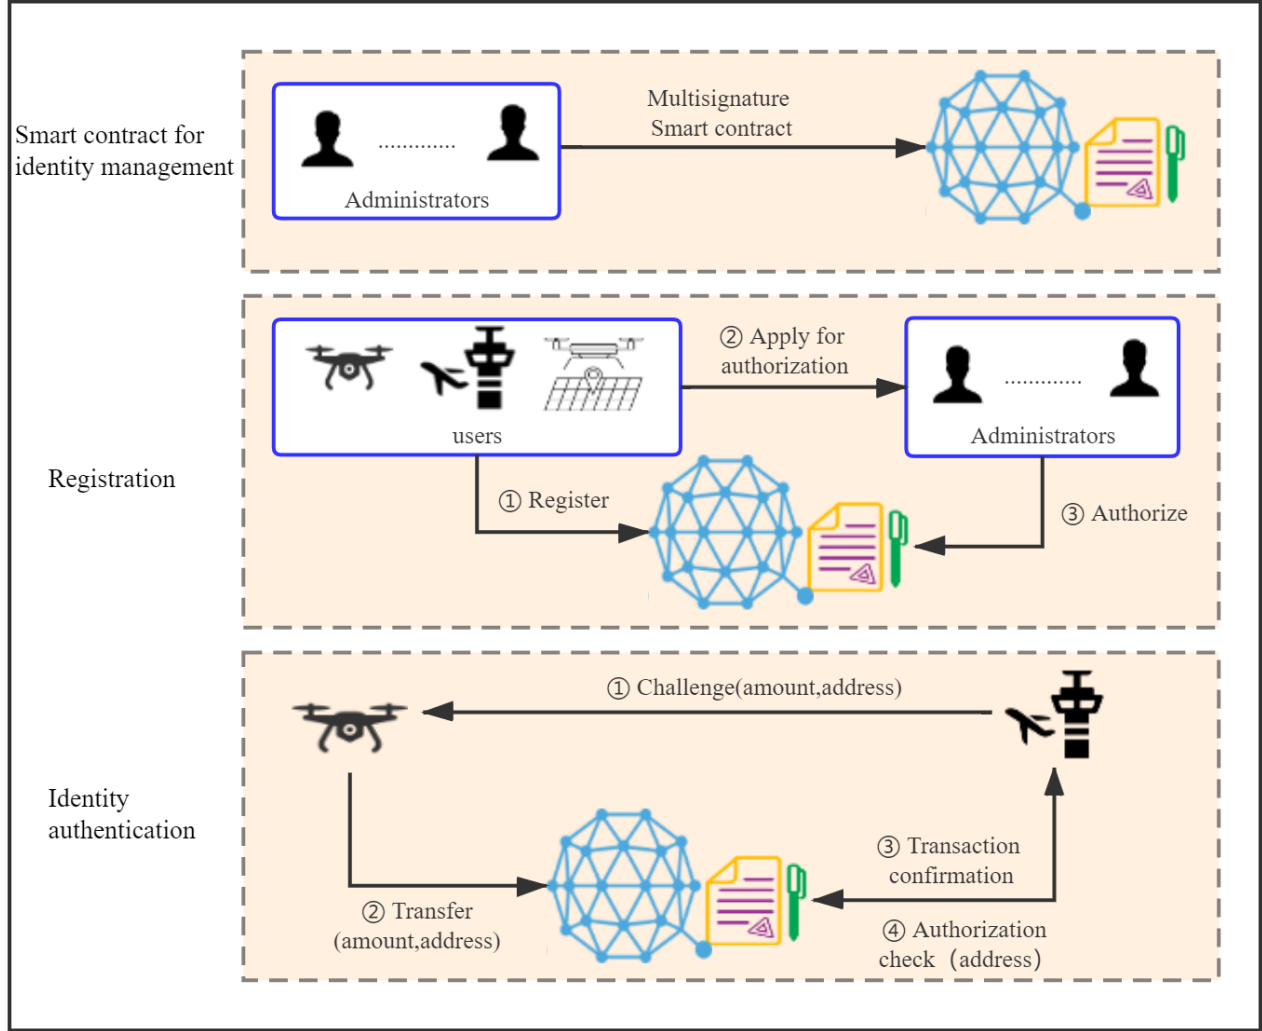 Smart contract for
identity management
Administrators
Multisignature
Smart contract
Registration
users
② Apply for
authorization
Administrators
① Register
③ Authorize
Identity
authentication
① Challenge(amount,address)
② Transfer
(amount,address)
③ Transaction
confirmation
④ Authorization
check（address）